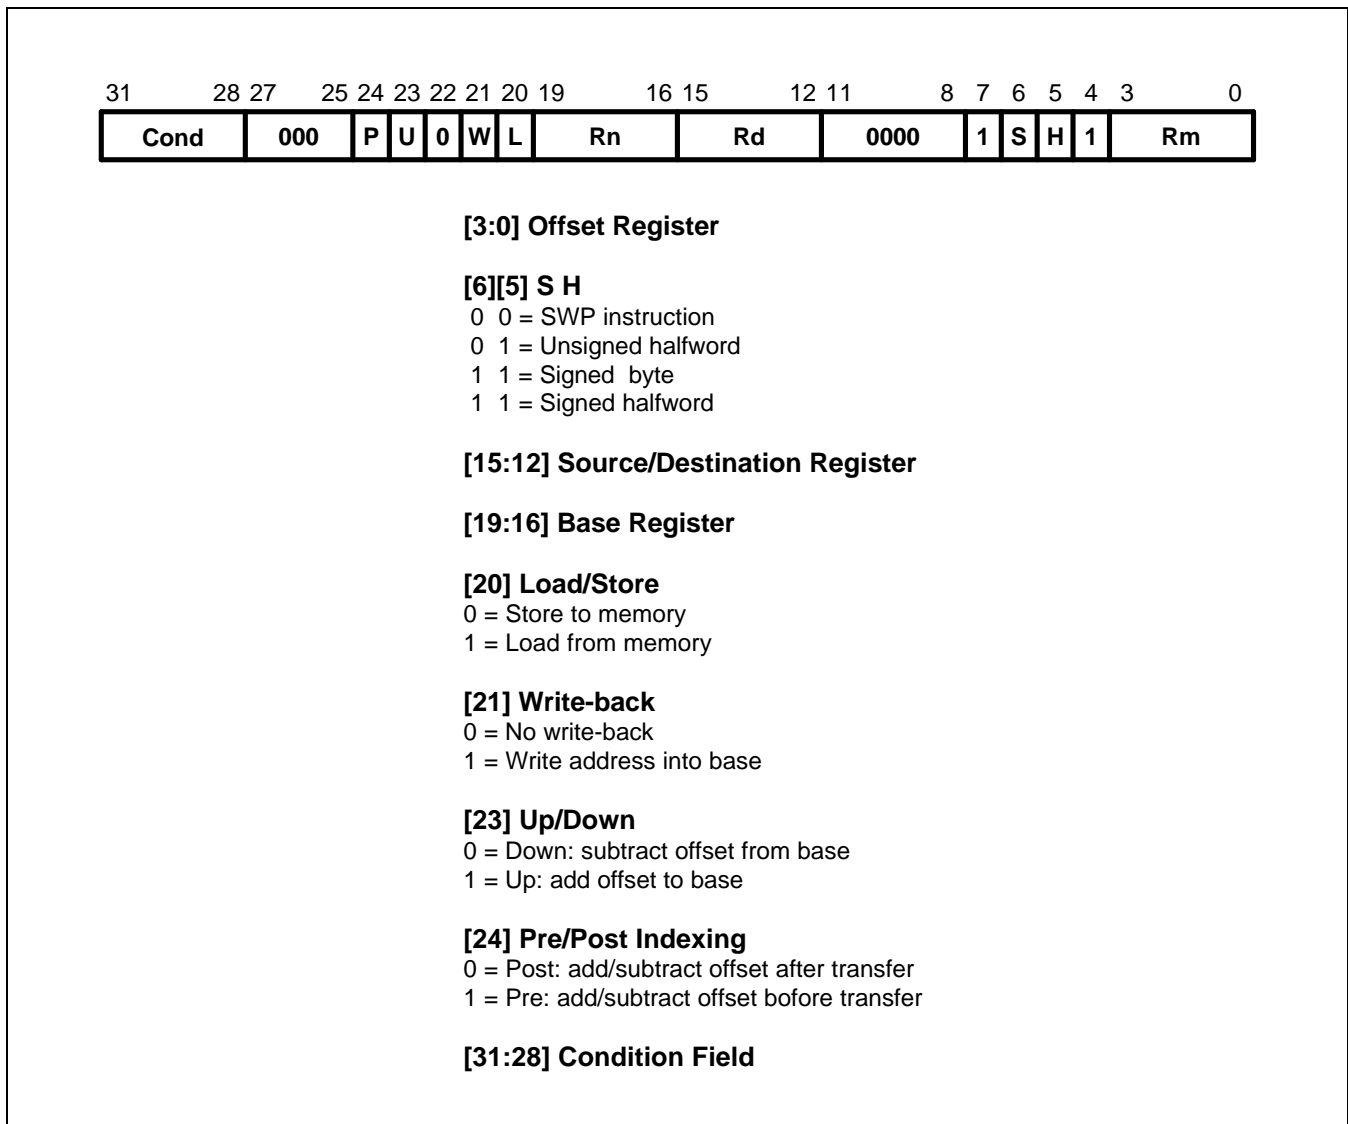 31 28 27 25 24 23 22 21 20 19 16 15 12 11 8 7 6 5 4 3 0
Cond 000 P U 0 W L Rn Rd 0000 1 S H 1 Rm
[3:0] Offset Register
[6][5] S H
0 0 = SWP instruction
0 1 = Unsigned halfword
1 1 = Signed byte
1 1 = Signed halfword
[15:12] Source/Destination Register
[19:16] Base Register
[20] Load/Store
0 = Store to memory
1 = Load from memory
[21] Write-back
0 = No write-back
1 = Write address into base
[23] Up/Down
0 = Down: subtract offset from base
1 = Up: add offset to base
[24] Pre/Post Indexing
0 = Post: add/subtract offset after transfer
1 = Pre: add/subtract offset bofore transfer
[31:28] Condition Field